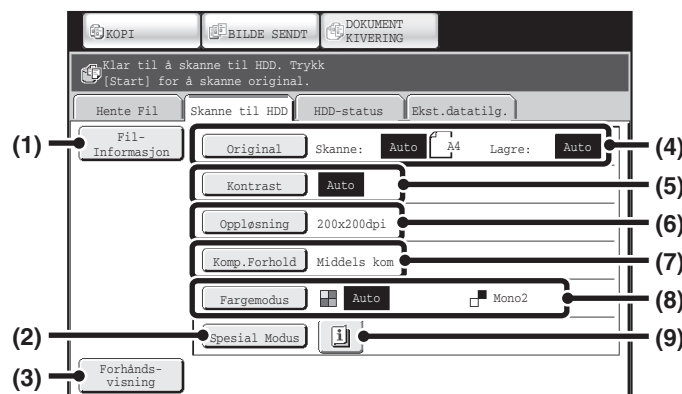 KOPI
BILDE SENDT
DOKUMENT
KIVERING
Klar til å skanne til HDD. Trykk
[Start] for å skanne original.
Hente Fil
Skanne til HDD
HDD-status
Ekst.datatilg.
(1)
Fil-
Informasjon
Original
Skanne:
Auto
A4
Lagre:
Auto
(4)
Kontrast
Auto
(5)
Oppløsning
200x200dpi
(6)
Komp.Forhold
Middels kom
(7)
Fargemodus
Auto
Mono2
(8)
(2)
Spesial Modus
(9)
(3)
Forhånds-
visning